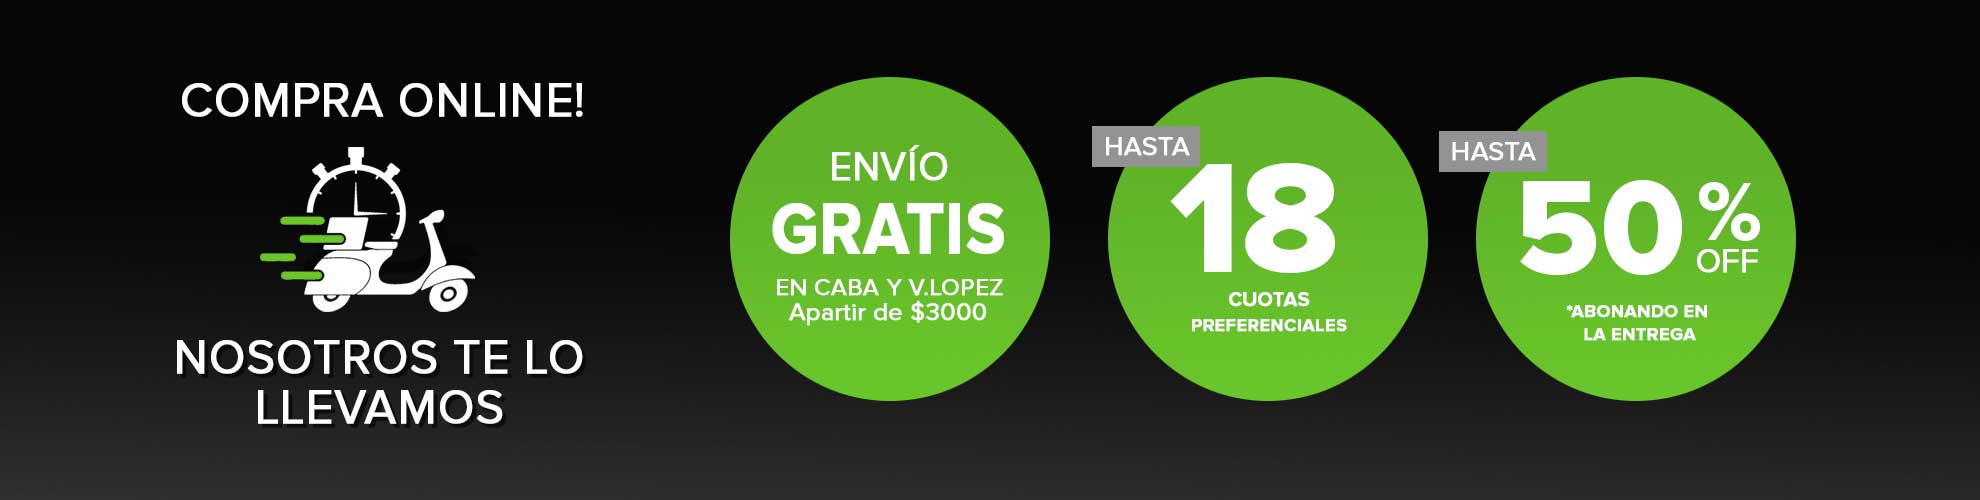 COMPRA ONLINE!
NOSOTROS TE LO
LLEVAMOS
ENVÍO
GRATIS
EN CABA Y V.LOPEZ
Apartir de $3000
HASTA
18
CUOTAS
PREFERENCIALES
HASTA
50 %
OFF
*ABONANDO EN
LA ENTREGA